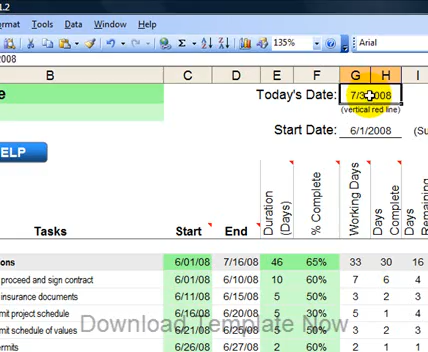 1.2
ormat Tools Data Window Help
135% Arial
008
B C D E F G H I
e Today's Date: 7/3 008
(vertical red line)
Start Date: 6/1/2008 (Su
ELP
Tasks Start End Duration (Days) % Complete Working Days Days Complete Days Remaining
ons 6/01/08 7/16/08 46 65% 33 30 16
proceed and sign contract 6/01/08 6/10/08 10 60% 7 6 4
insurance documents 6/11/08 6/15/08 5 50% 3 2 3
mit project schedule 6/16/08 6/20/08 5 30% 5 1 4
mit schedule of values 6/21/08 6/25/08 5 50% 3 2 3
ermits 6/26/08 6/27/08 2 60% 2 1 1
Download Template Now